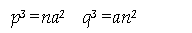 p³ = na² q³ = an²